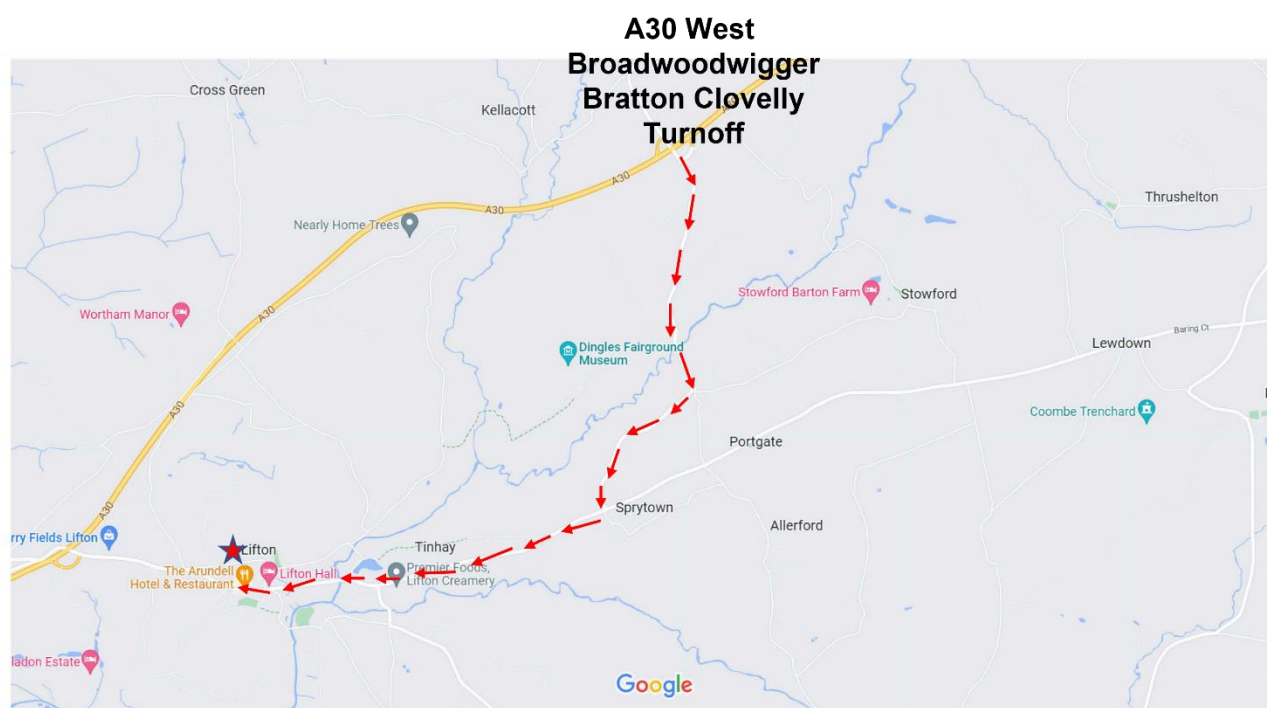 A30 West
Broadwoodwigger
Bratton Clovelly
Turnoff
Cross Green
Kellacott
A30
A30
Thrushelton
Nearly Home Trees
Stowford Barton Farm
Stowford
Wortham Manor
A30
Baring Ct
Dingles Fairground
Museum
Lewdown
A30
Coombe Trenchard
Portgate
Sprytown
A30
Allerford
rry Fields Lifton
Lifton
Tinhay
The Arundell
Hotel & Restaurant
Lifton Hall
Premier Foods,
Lifton Creamery
ladon Estate
Google